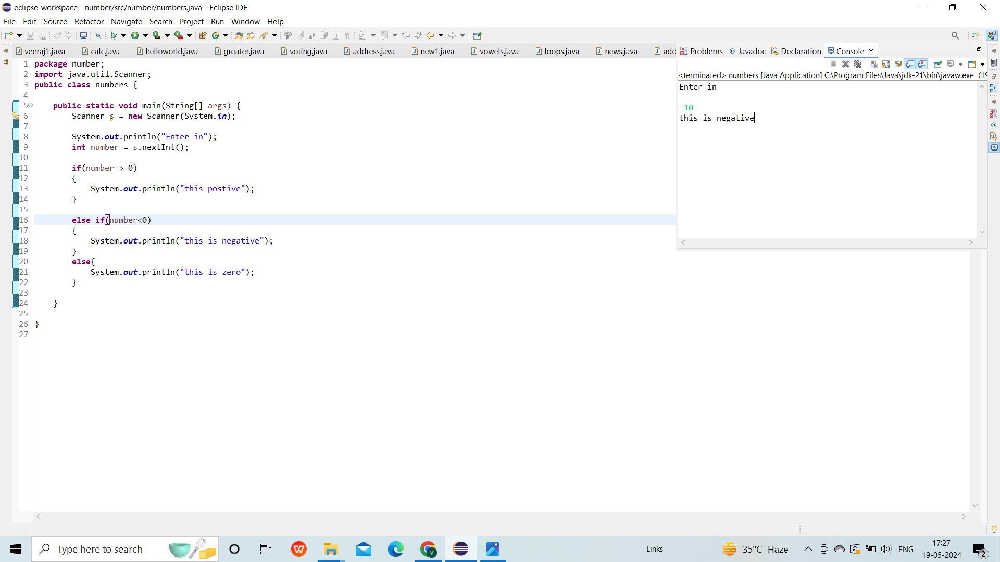 eclipse-workspace - number/src/number/numbers.java - Eclipse IDE
File Edit Source Refactor Navigate Search Project Run Window Help
veeraj1.java calc.java helloworld.java greater.java voting.java address.java new1.java vowels.java loops.java news.java add
1 package number;
2 import java.util.Scanner;
3 public class numbers {
4
5 public static void main(String[] args) {
6 Scanner s = new Scanner(System.in);
7
8 System.out.println("Enter in");
9 int number = s.nextInt();
10
11 if(number > 0)
12 {
13 System.out.println("this postive");
14 }
15
16 else if(number<0)
17 {
18 System.out.println("this is negative");
19 }
20 else{
21 System.out.println("this is zero");
22 }
23
24 }
25
26 }
27
Problems @ Javadoc Declaration Console
<terminated> numbers [Java Application] C:\Program Files\Java\jdk-21\bin\javaw.exe (19
Enter in
-10
this is negative
Type here to search
Links
35°C Haze
ENG
17:27
19-05-2024
2